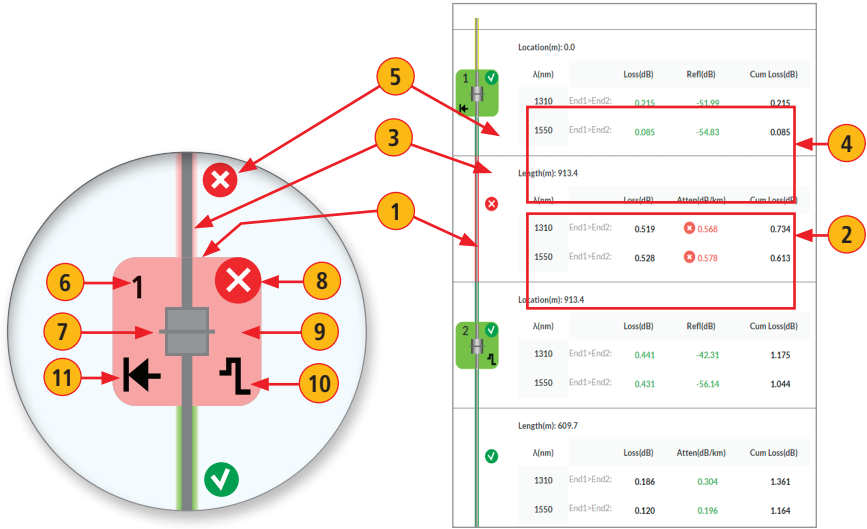 Location(m): 0.0
λ(nm) Loss(dB) Refl(dB) Cum Loss(dB)
1
1310 End1>End2: 0.215 -51.99 0.215
1550 End1>End2: 0.085 -54.83 0.085
Length(m): 913.4
λ(nm) Loss(dB) Atten(dB/km) Cum Loss(dB)
1310 End1>End2: 0.519 0.568 0.734
1550 End1>End2: 0.528 0.578 0.613
Location(m): 913.4
2
λ(nm) Loss(dB) Refl(dB) Cum Loss(dB)
1310 End1>End2: 0.441 -42.31 1.175
1550 End1>End2: 0.431 -56.14 1.044
Length(m): 609.7
λ(nm) Loss(dB) Atten(dB/km) Cum Loss(dB)
1310 End1>End2: 0.186 0.304 1.361
1550 End1>End2: 0.120 0.196 1.164
5
3
1
4
2
6
1
8
7
9
11
10